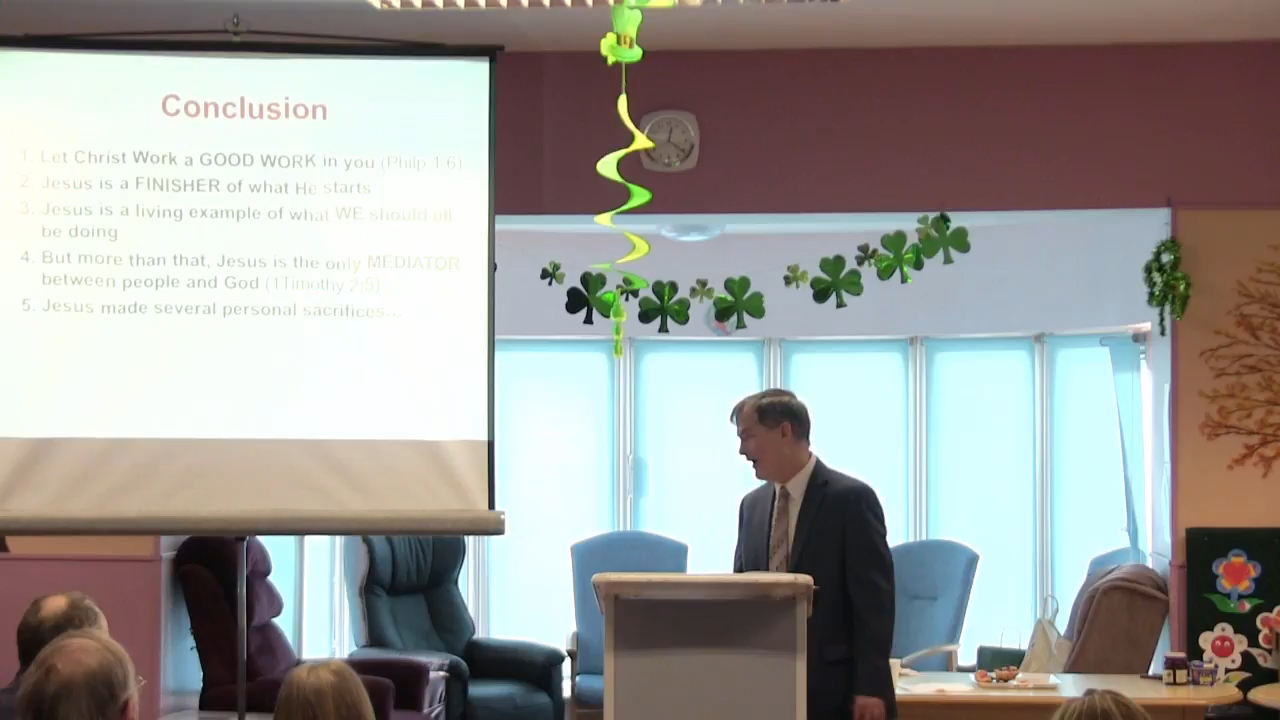 Conclusion
1. Let Christ Work a GOOD WORK in you (Philp 1:6)
2. Jesus is a FINISHER of what He starts
3. Jesus is a living example of what WE should all
be doing
4. But more than that, Jesus is the only MEDIATOR
between people and God (1Timothy 2:5)
5. Jesus made several personal sacrifices...